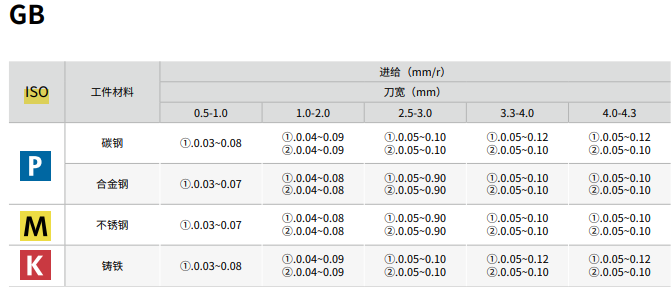 GB
进给（mm/r）
ISO 工件材料 刀宽（mm）
0.5-1.0 1.0-2.0 2.5-3.0 3.3-4.0 4.0-4.3
P
碳钢 ①.0.03~0.08 ①.0.04~0.09 ①.0.05~0.10 ①.0.05~0.12 ①.0.05~0.12
②.0.04~0.09 ②.0.05~0.10 ②.0.05~0.10 ②.0.05~0.10
合金钢 ①.0.03~0.07 ①.0.04~0.08 ①.0.05~0.90 ①.0.05~0.10 ①.0.05~0.10
②.0.04~0.08 ②.0.05~0.90 ②.0.05~0.10 ②.0.05~0.10
M
不锈钢 ①.0.03~0.07 ①.0.04~0.08 ①.0.05~0.90 ①.0.05~0.10 ①.0.05~0.10
②.0.04~0.08 ②.0.05~0.90 ②.0.05~0.10 ②.0.05~0.10
K
铸铁 ①.0.03~0.08 ①.0.04~0.09 ①.0.05~0.10 ①.0.05~0.12 ①.0.05~0.12
②.0.04~0.09 ②.0.05~0.10 ②.0.05~0.10 ②.0.05~0.10